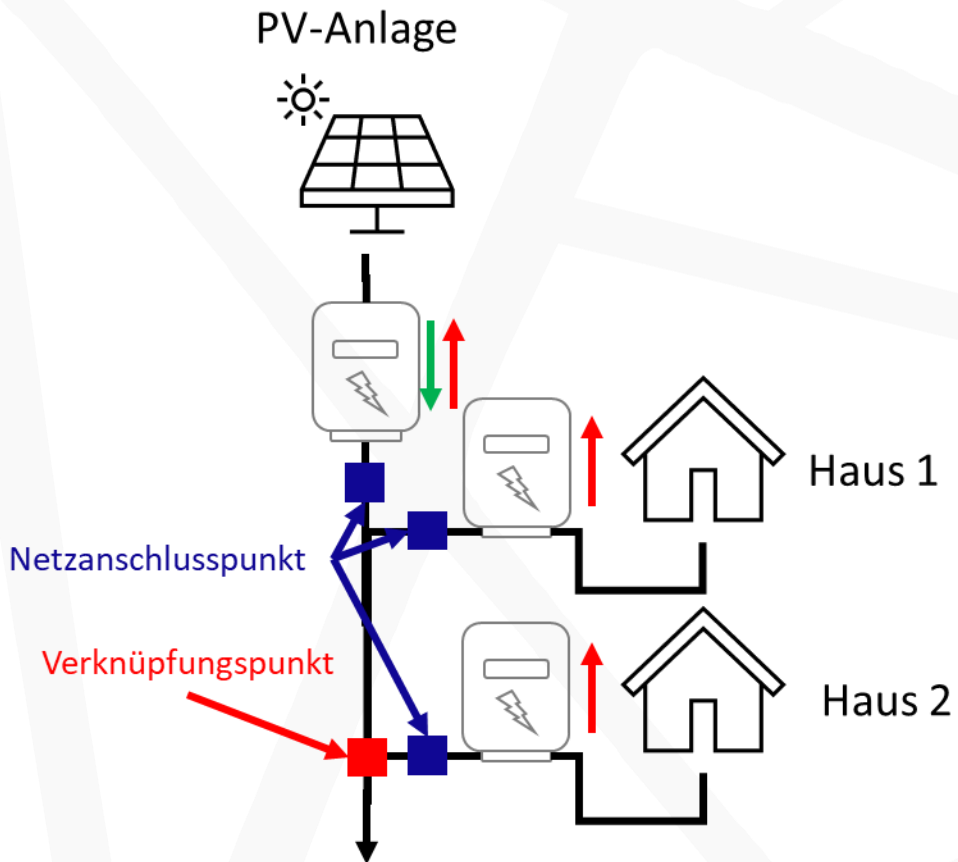 PV-Anlage
Haus 1
Netzanschlusspunkt
Verknüpfungspunkt
Haus 2